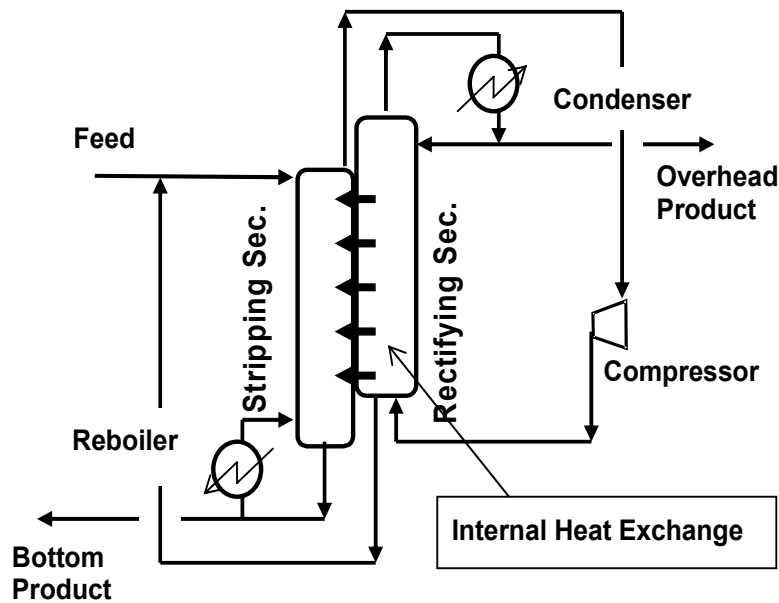 Condenser
Feed
Overhead
Product
Stripping Sec.
Rectifying Sec.
Compressor
Reboiler
Internal Heat Exchange
Bottom
Product